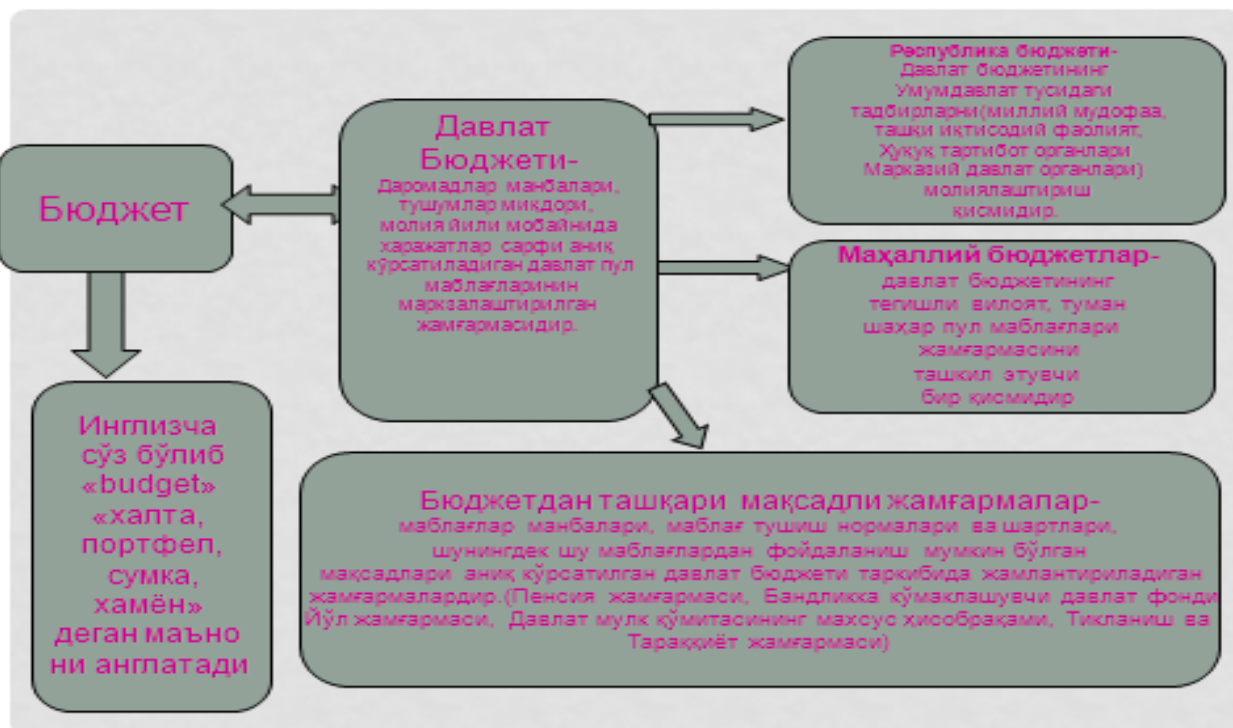 Бюджет
Инглизча
сўз бўлиб
«budget»
«халта,
портфел,
сумка,
хамён»
деган маъно
ни англатади
Давлат
Бюджети-
Даромадлар манбалари,
тушумлар миқдори,
молия йили мобайнида
харажатлар сарфи аниқ
кўрсатиладиган давлат пул
маблағларинин
марказлаштирилган
жамғармасидир.
Республика бюджети-
Давлат бюджетининг
Умумдавлат тусидаги
тадбирларни(миллий мудофаа,
ташқи иқтисодий фаолият,
Ҳуқуқ тартибот органлари
Марказий давлат органлари)
молиялаштириш
қисмидир.
Маҳаллий бюджетлар-
давлат бюджетининг
тегишли вилоят, туман
шаҳар пул маблағлари
жамғармасини
ташкил этувчи
бир қисмидир
Бюджетдан ташқари мақсадли жамғармалар-
маблағлар манбалари, маблағ тушиш нормалари ва шартлари,
шунингдек шу маблағлардан фойдаланиш мумкин бўлган
мақсадлари аниқ кўрсатилган давлат бюджети таркибида жамлантириладиган
жамғармалардир.(Пенсия жамғармаси, Бандликка кўмаклашувчи давлат фонди
Йўл жамғармаси, Давлат мулк қўмитасининг махсус ҳисобрақами, Тикланиш ва
Тараққиёт жамғармаси)